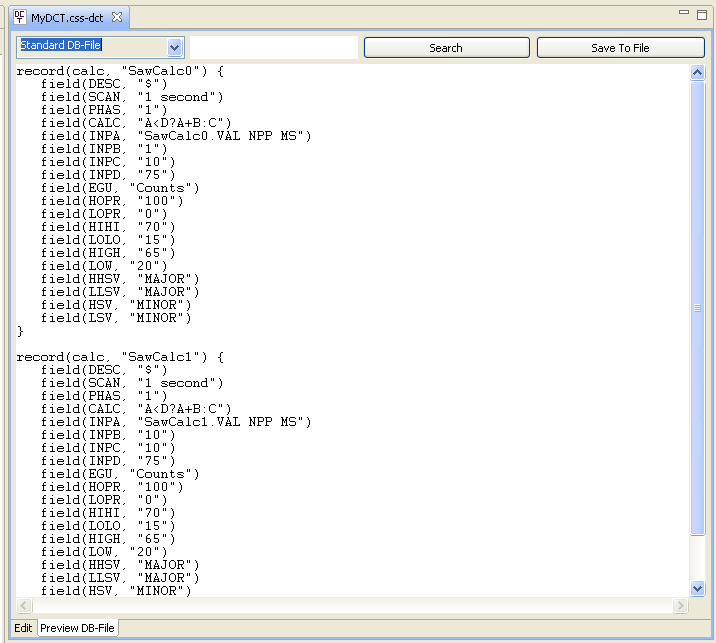 MyDCT.css-dct
Standard DB-File Search Save To File
record(calc, "SawCalc0") {
   field(DESC, "$")
   field(SCAN, "1 second")
   field(PHAS, "1")
   field(CALC, "A<D?A+B:C")
   field(INPA, "SawCalc0.VAL NPP MS")
   field(INPB, "1")
   field(INPC, "10")
   field(INPD, "75")
   field(EGU, "Counts")
   field(HOPR, "100")
   field(LOPR, "0")
   field(HIHI, "70")
   field(LOLO, "15")
   field(HIGH, "65")
   field(LOW, "20")
   field(HHSV, "MAJOR")
   field(LLSV, "MAJOR")
   field(HSV, "MINOR")
   field(LSV, "MINOR")
}
record(calc, "SawCalc1") {
   field(DESC, "$")
   field(SCAN, "1 second")
   field(PHAS, "1")
   field(CALC, "A<D?A+B:C")
   field(INPA, "SawCalc1.VAL NPP MS")
   field(INPB, "10")
   field(INPC, "10")
   field(INPD, "75")
   field(EGU, "Counts")
   field(HOPR, "100")
   field(LOPR, "0")
   field(HIHI, "70")
   field(LOLO, "15")
   field(HIGH, "65")
   field(LOW, "20")
   field(HHSV, "MAJOR")
   field(LLSV, "MAJOR")
   field(HSV, "MINOR")
Edit Preview DB-File